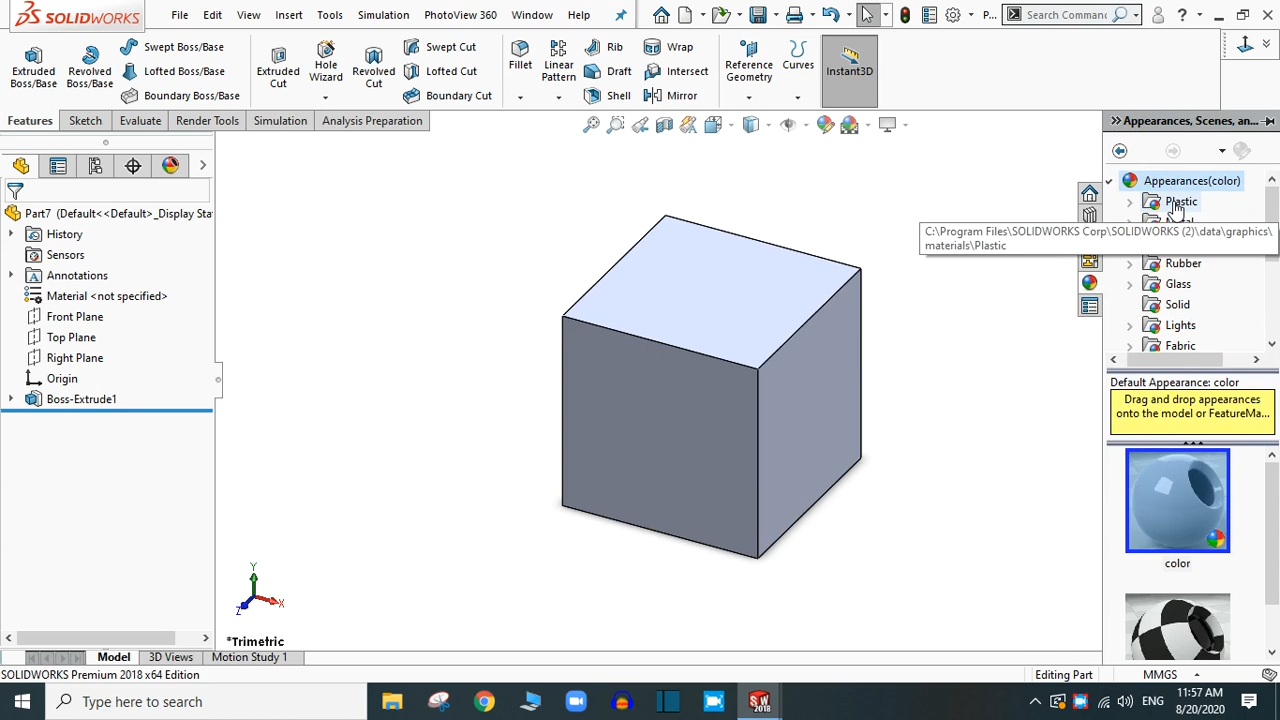 SOLIDWORKS
File Edit View Insert Tools Simulation PhotoView 360 Window Help P... Search Comman
Extruded Boss/Base
Revolved Boss/Base
Swept Boss/Base
Lofted Boss/Base
Boundary Boss/Base
Extruded Cut
Hole Wizard
Revolved Cut
Swept Cut
Lofted Cut
Boundary Cut
Fillet
Linear Pattern
Rib
Draft
Shell
Wrap
Intersect
Mirror
Reference Geometry
Curves
Instant3D
Features Sketch Evaluate Render Tools Simulation Analysis Preparation
Part7 (Default<<Default>_Display Sta
History
Sensors
Annotations
Material <not specified>
Front Plane
Top Plane
Right Plane
Origin
Boss-Extrude1
Y
Z
X
*Trimetric
Appearances, Scenes, an...
Appearances(color)
Plastic
C:\Program Files\SOLIDWORKS Corp\SOLIDWORKS (2)\data\graphics\
materials\Plastic
Rubber
Glass
Solid
Lights
Fabric
Default Appearance: color
Drag and drop appearances
onto the model or FeatureMa...
color
Model 3D Views Motion Study 1
SOLIDWORKS Premium 2018 x64 Edition Editing Part MMGS
Type here to search
SW
2018
ENG
11:57 AM
8/20/2020